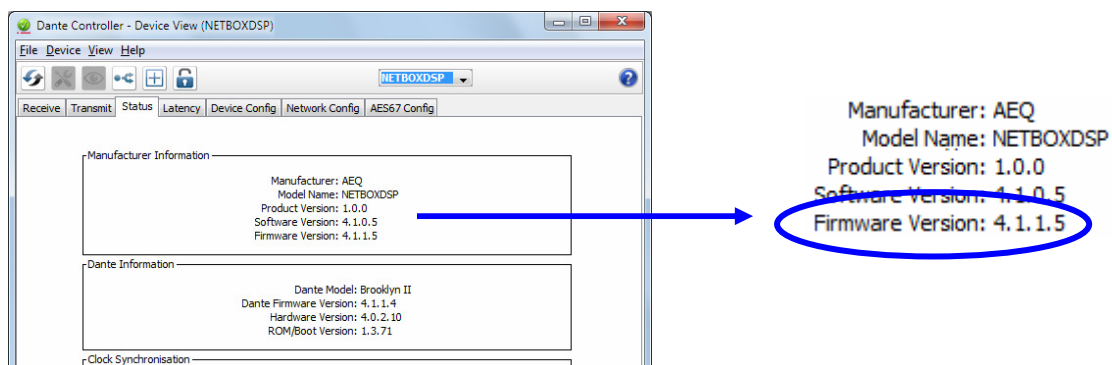 Dante Controller - Device View (NETBOXDSP)
File Device View Help
NETBOXDSP
Receive Transmit Status Latency Device Config Network Config AES67 Config
Manufacturer Information
Manufacturer: AEQ
Model Name: NETBOXDSP
Product Version: 1.0.0
Software Version: 4.1.0.5
Firmware Version: 4.1.1.5
Dante Information
Dante Model: Brooklyn II
Dante Firmware Version: 4.1.1.4
Hardware Version: 4.0.2.10
ROM/Boot Version: 1.3.71
Clock Synchronisation
Manufacturer: AEQ
Model Name: NETBOXDSP
Product Version: 1.0.0
Software Version: 4.1.0.5
Firmware Version: 4.1.1.5